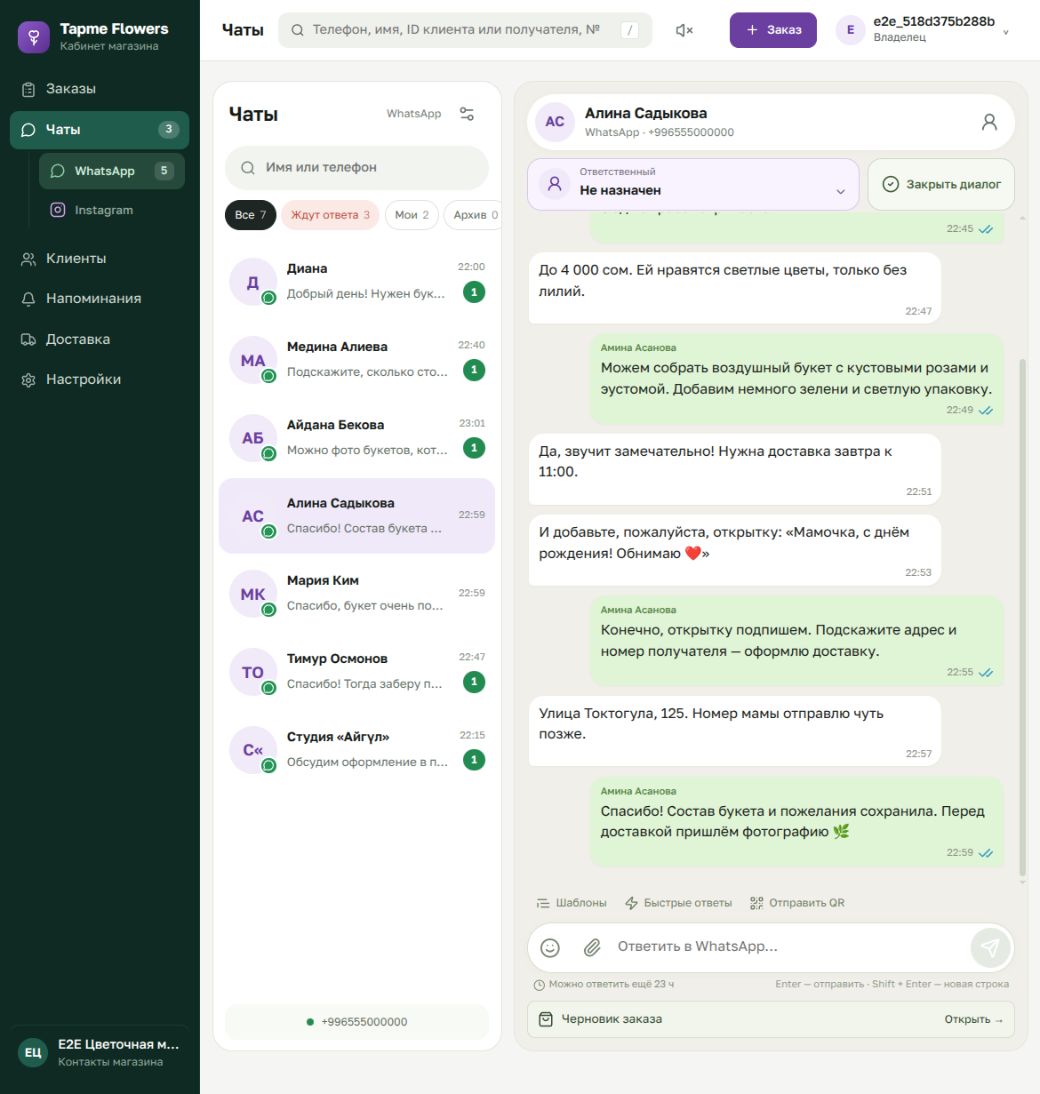 Tapme Flowers
Кабинет магазина
Заказы
Чаты 3
WhatsApp 5
Instagram
Клиенты
Напоминания
Доставка
Настройки
ЕЦ E2E Цветочная м...
Контакты магазина
Чаты
Телефон, имя, ID клиента или получателя, № /
+ Заказ
E e2e_518d375b288b
Владелец
Чаты WhatsApp
Имя или телефон
Все 7 Ждут ответа 3 Мои 2 Архив 0
Д Диана 22:00
Добрый день! Нужен бук... 1
МА Медина Алиева 22:40
Подскажите, сколько сто... 1
АБ Айдана Бекова 23:01
Можно фото букетов, кот... 1
АС Алина Садыкова 22:59
Спасибо! Состав букета ...
МК Мария Ким 22:59
Спасибо, букет очень по...
ТО Тимур Осмонов 22:47
Спасибо! Тогда заберу п... 1
С« Студия «Айгүл» 22:15
Обсудим оформление в п... 1
+996555000000
АС Алина Садыкова
WhatsApp · +996555000000
Ответственный
Не назначен
Закрыть диалог
22:45
До 4 000 сом. Ей нравятся светлые цветы, только без
лилий.
22:47
Амина Асанова
Можем собрать воздушный букет с кустовыми розами и
эустомой. Добавим немного зелени и светлую упаковку.
22:49
Да, звучит замечательно! Нужна доставка завтра к
11:00.
22:51
И добавьте, пожалуйста, открытку: «Мамочка, с днём
рождения! Обнимаю ❤️»
22:53
Амина Асанова
Конечно, открытку подпишем. Подскажите адрес и
номер получателя — оформлю доставку.
22:55
Улица Токтогула, 125. Номер мамы отправлю чуть
позже.
22:57
Амина Асанова
Спасибо! Состав букета и пожелания сохранила. Перед
доставкой пришлём фотографию 🌿
22:59
Шаблоны Быстрые ответы Отправить QR
Ответить в WhatsApp...
Можно ответить ещё 23 ч Enter — отправить · Shift + Enter — новая строка
Черновик заказа Открыть →